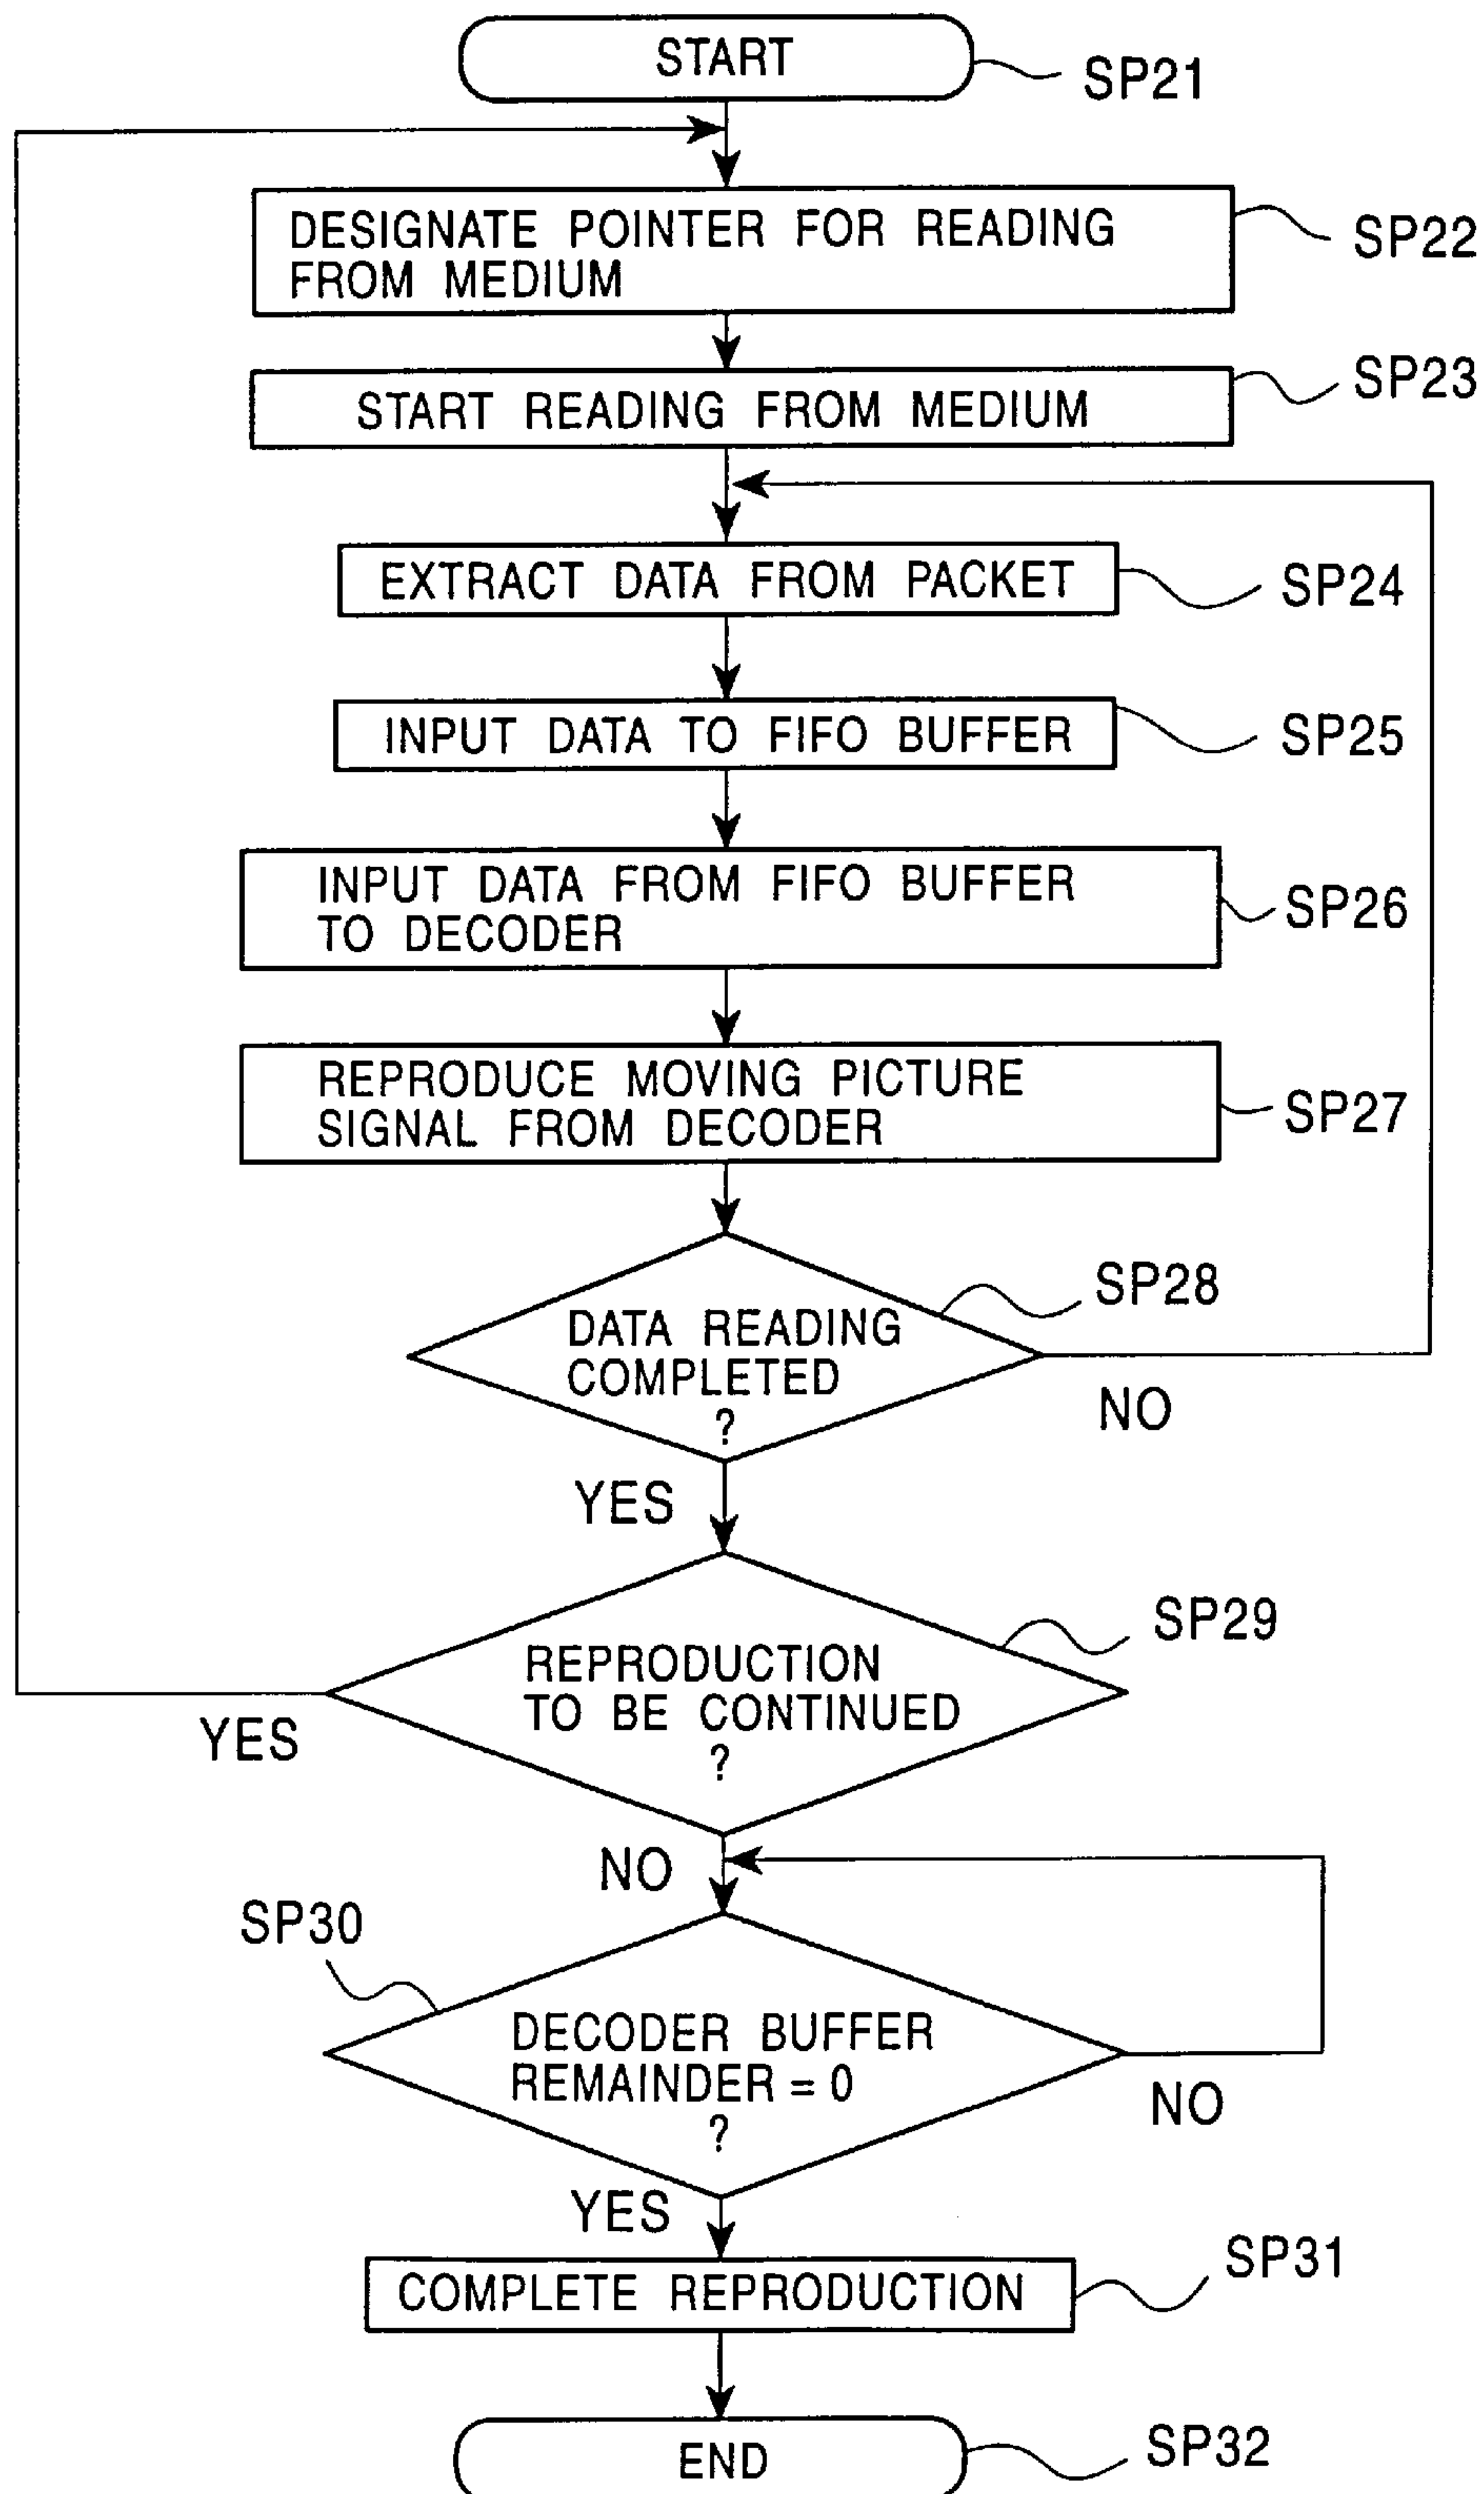 START
SP21
DESIGNATE POINTER FOR READING
FROM MEDIUM
SP22
START READING FROM MEDIUM
SP23
EXTRACT DATA FROM PACKET
SP24
INPUT DATA TO FIFO BUFFER
SP25
INPUT DATA FROM FIFO BUFFER
TO DECODER
SP26
REPRODUCE MOVING PICTURE
SIGNAL FROM DECODER
SP27
SP28
DATA READING
COMPLETED
?
NO
YES
SP29
REPRODUCTION
TO BE CONTINUED
?
YES
NO
SP30
DECODER BUFFER
REMAINDER = 0
?
NO
YES
SP31
COMPLETE REPRODUCTION
END
SP32